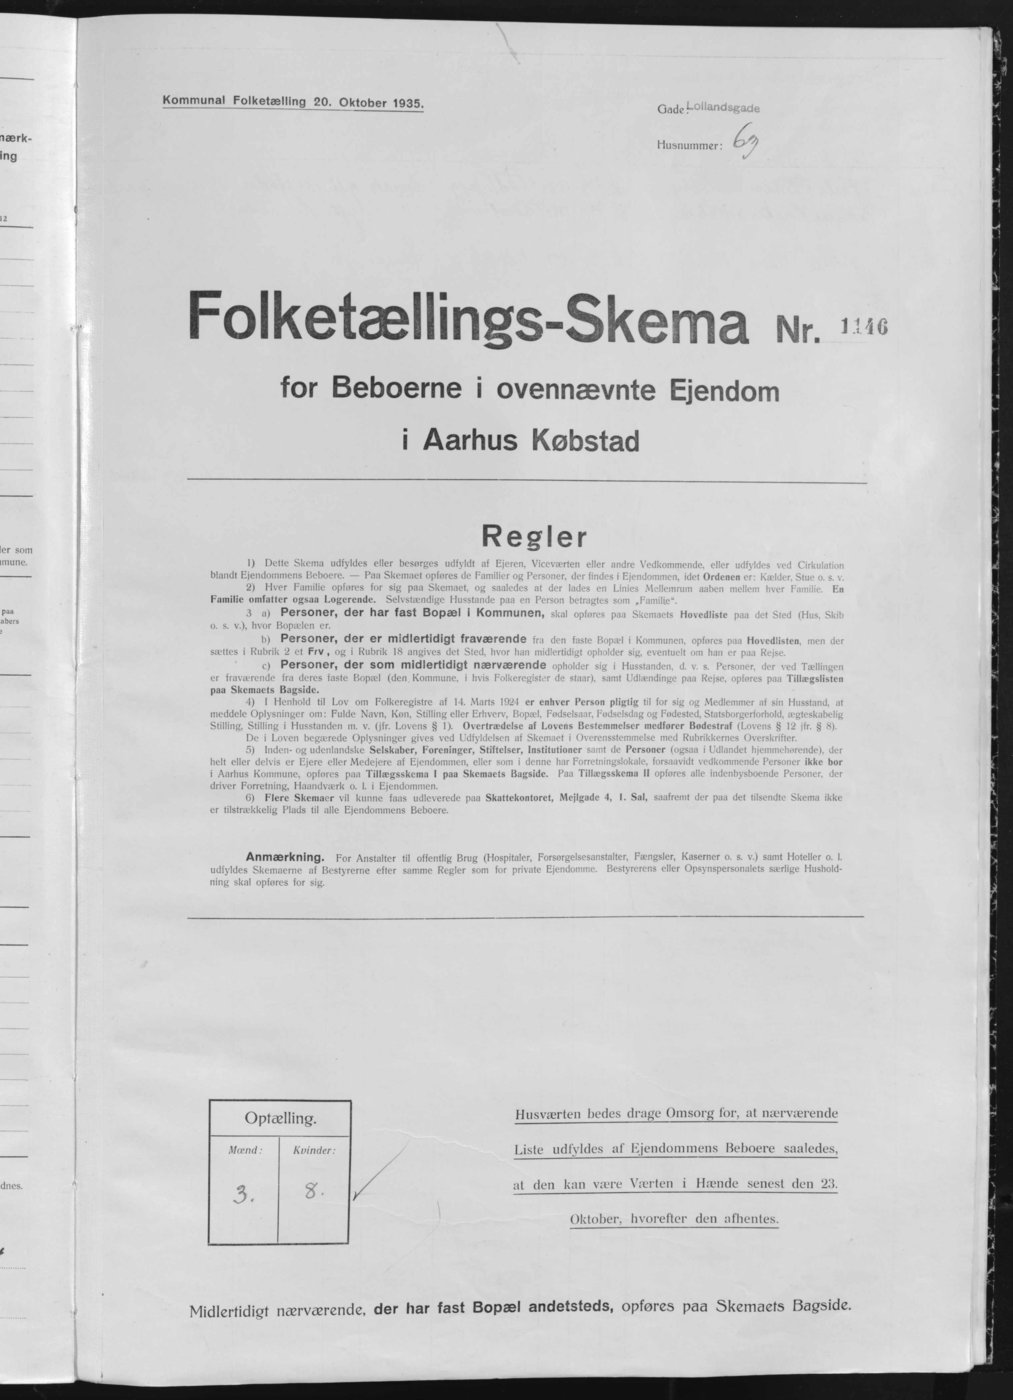 Kommunal Folketælling 20. Oktober 1935.
Gade: Lollandsgade
Husnummer: 69
Folketællings-Skema Nr. 1146
for Beboerne i ovennævnte Ejendom
i Aarhus Købstad
Regler
1) Dette Skema udfyldes eller besørges udfyldt af Ejeren, Viceværten eller andre Vedkommende, eller udfyldes ved Cirkulation
blandt Ejendommens Beboere. — Paa Skemaet opføres de Familier og Personer, der findes i Ejendommen, idet Ordenen er: Kælder, Stue o. s. v.
2) Hver Familie opføres for sig paa Skemaet, og saaledes at der lades en Linies Mellemrum aaben mellem hver Familie. En
Familie omfatter ogsaa Logerende. Selvstændige Husstande paa en Person betragtes som „Familie“.
3 a) Personer, der har fast Bopæl i Kommunen, skal opføres paa Skemaets Hovedliste paa det Sted (Hus, Skib
o. s. v.), hvor Bopælen er.
b) Personer, der er midlertidigt fraværende fra den faste Bopæl i Kommunen, opføres paa Hovedlisten, men der
sættes i Rubrik 2 et Frv, og i Rubrik 18 angives det Sted, hvor han midlertidigt opholder sig, eventuelt om han er paa Rejse.
c) Personer, der som midlertidigt nærværende opholder sig i Husstanden, d. v. s. Personer, der ved Tællingen
er fraværende fra deres faste Bopæl (den Kommune, i hvis Folkeregister de staar), samt Udlændinge paa Rejse, opføres paa Tillægslisten
paa Skemaets Bagside.
4) I Henhold til Lov om Folkeregistre af 14. Marts 1924 er enhver Person pligtig til for sig og Medlemmer af sin Husstand, at
meddele Oplysninger om: Fulde Navn, Køn, Stilling eller Erhverv, Bopæl, Fødselsaar, Fødselsdag og Fødested, Statsborgerforhold, ægteskabelig
Stilling, Stilling i Husstanden m. v. (jfr. Lovens § 1). Overtrædelse af Lovens Bestemmelser medfører Bødestraf (Lovens § 12 jfr. § 8).
De i Loven begærede Oplysninger gives ved Udfyldelsen af Skemaet i Overensstemmelse med Rubrikkernes Overskrifter.
5) Inden- og udenlandske Selskaber, Foreninger, Stiftelser, Institutioner samt de Personer (ogsaa i Udlandet hjemmehørende), der
helt eller delvis er Ejere eller Medejere af Ejendommen, eller som i denne har Forretningslokale, forsaavidt vedkommende Personer ikke bor
i Aarhus Kommune, opføres paa Tillægsskema I paa Skemaets Bagside. Paa Tillægsskema II opføres alle indenbysboende Personer, der
driver Forretning, Haandværk o. l. i Ejendommen.
6) Flere Skemaer vil kunne faas udleverede paa Skattekontoret, Mejlgade 4, 1. Sal, saafremt der paa det tilsendte Skema ikke
er tilstrækkelig Plads til alle Ejendommens Beboere.
Anmærkning. For Anstalter til offentlig Brug (Hospitaler, Forsørgelsesanstalter, Fængsler, Kaserner o. s. v.) samt Hoteller o. l.
udfyldes Skemaerne af Bestyrerne efter samme Regler som for private Ejendomme. Bestyrerens eller Opsynspersonalets særlige Hushold-
ning skal opføres for sig.
Optælling.
Mænd: Kvinder:
3. 8.
Husværten bedes drage Omsorg for, at nærværende
Liste udfyldes af Ejendommens Beboere saaledes,
at den kan være Værten i Hænde senest den 23.
Oktober, hvorefter den afhentes.
Midlertidigt nærværende, der har fast Bopæl andetsteds, opføres paa Skemaets Bagside.